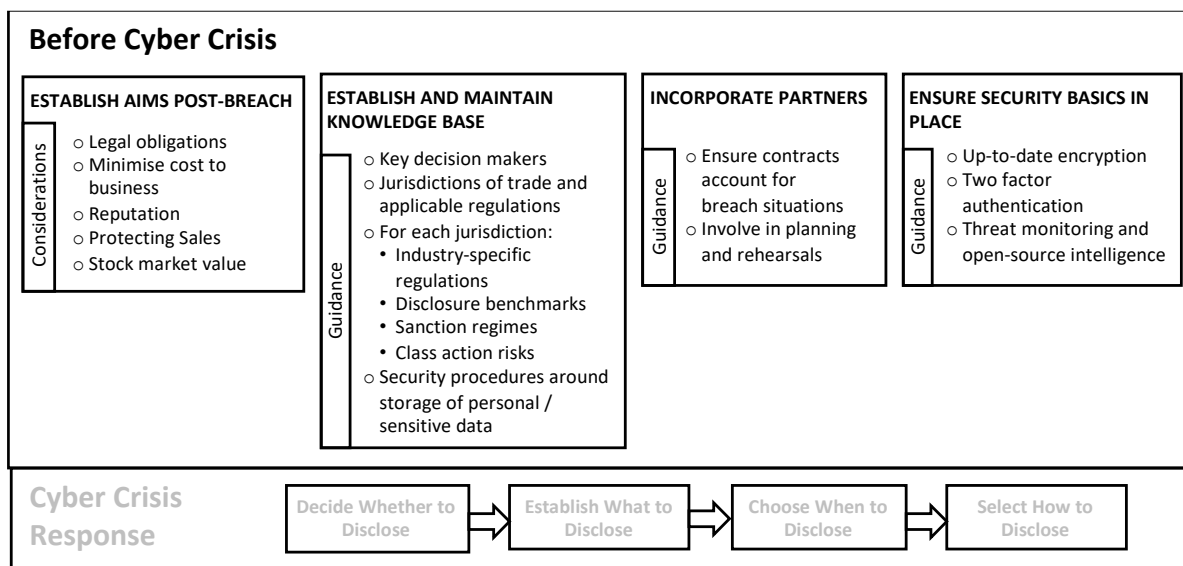 Before Cyber Crisis
ESTABLISH AIMS POST-BREACH
Considerations
o Legal obligations
o Minimise cost to
business
o Reputation
o Protecting Sales
o Stock market value
ESTABLISH AND MAINTAIN
KNOWLEDGE BASE
Guidance
o Key decision makers
o Jurisdictions of trade and
applicable regulations
o For each jurisdiction:
• Industry-specific
regulations
• Disclosure benchmarks
• Sanction regimes
• Class action risks
o Security procedures around
storage of personal /
sensitive data
INCORPORATE PARTNERS
Guidance
o Ensure contracts
account for
breach situations
o Involve in planning
and rehearsals
ENSURE SECURITY BASICS IN
PLACE
Guidance
o Up-to-date encryption
o Two factor
authentication
o Threat monitoring and
open-source intelligence
Cyber Crisis
Response
Decide Whether to
Disclose
Establish What to
Disclose
Choose When to
Disclose
Select How to
Disclose